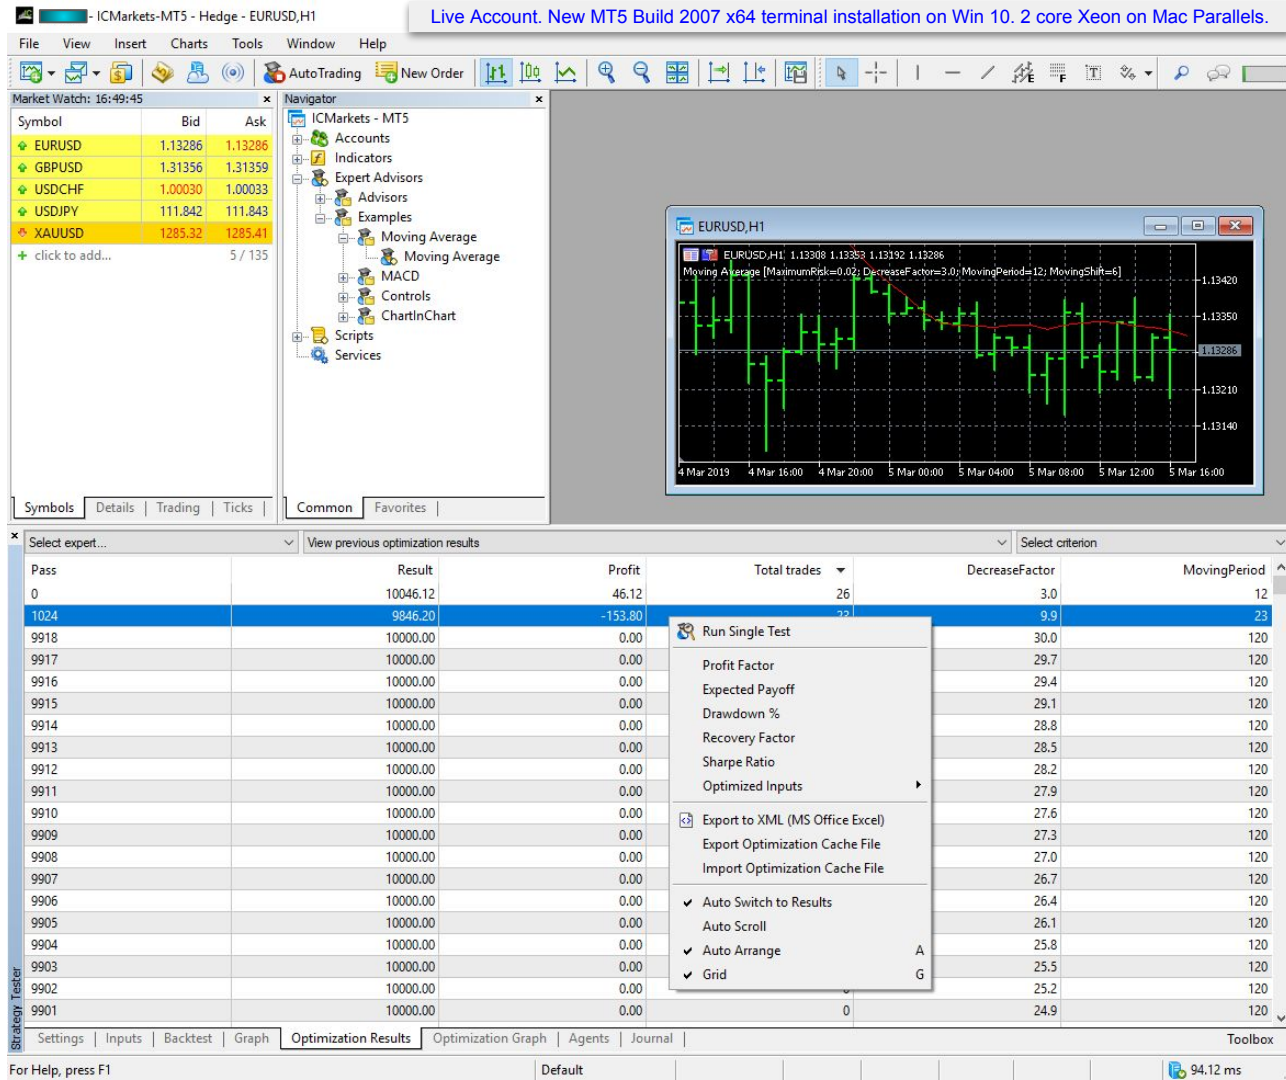 - ICMarkets-MT5 - Hedge - EURUSD,H1
Live Account. New MT5 Build 2007 x64 terminal installation on Win 10. 2 core Xeon on Mac Parallels.
File View Insert Charts Tools Window Help
AutoTrading New Order
Market Watch: 16:49:45
Symbol Bid Ask
EURUSD 1.13286 1.13286
GBPUSD 1.31356 1.31359
USDCHF 1.00030 1.00033
USDJPY 111.842 111.843
XAUUSD 1285.32 1285.41
click to add... 5 / 135
Symbols Details Trading Ticks
Navigator
ICMarkets - MT5
Accounts
Indicators
Expert Advisors
Advisors
Examples
Moving Average
Moving Average
MACD
Controls
ChartInChart
Scripts
Services
Common Favorites
EURUSD,H1
EURUSD,H1 1.13308 1.13353 1.13192 1.13286
Moving Average [MaximumRisk=0.02; DecreaseFactor=3.0; MovingPeriod=12; MovingShift=6]
1.13420
1.13350
1.13286
1.13210
1.13140
4 Mar 2019 4 Mar 16:00 4 Mar 20:00 5 Mar 00:00 5 Mar 04:00 5 Mar 08:00 5 Mar 12:00 5 Mar 16:00
Select expert... View previous optimization results Select criterion
Pass Result Profit Total trades DecreaseFactor MovingPeriod
0 10046.12 46.12 26 3.0 12
1024 9846.20 -153.80 23 9.9 23
9918 10000.00 0.00 30.0 120
9917 10000.00 0.00 29.7 120
9916 10000.00 0.00 29.4 120
9915 10000.00 0.00 29.1 120
9914 10000.00 0.00 28.8 120
9913 10000.00 0.00 28.5 120
9912 10000.00 0.00 28.2 120
9911 10000.00 0.00 27.9 120
9910 10000.00 0.00 27.6 120
9909 10000.00 0.00 27.3 120
9908 10000.00 0.00 27.0 120
9907 10000.00 0.00 26.7 120
9906 10000.00 0.00 26.4 120
9905 10000.00 0.00 26.1 120
9904 10000.00 0.00 25.8 120
9903 10000.00 0.00 25.5 120
9902 10000.00 0.00 25.2 120
9901 10000.00 0.00 0 24.9 120
Run Single Test
Profit Factor
Expected Payoff
Drawdown %
Recovery Factor
Sharpe Ratio
Optimized Inputs
Export to XML (MS Office Excel)
Export Optimization Cache File
Import Optimization Cache File
Auto Switch to Results
Auto Scroll
Auto Arrange A
Grid G
Strategy Tester
Settings Inputs Backtest Graph Optimization Results Optimization Graph Agents Journal Toolbox
For Help, press F1 Default 94.12 ms